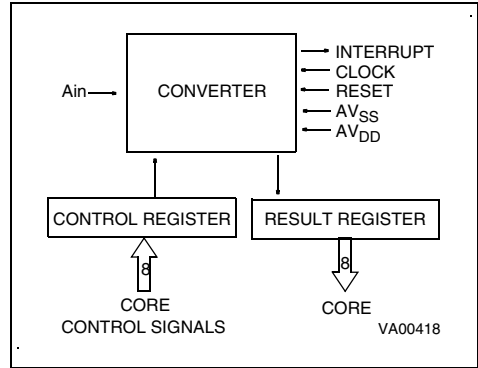 INTERRUPT
CLOCK
Ain
CONVERTER
RESET
AVSS
AVDD
CONTROL REGISTER
RESULT REGISTER
8
8
CORE
CONTROL SIGNALS
CORE
VA00418